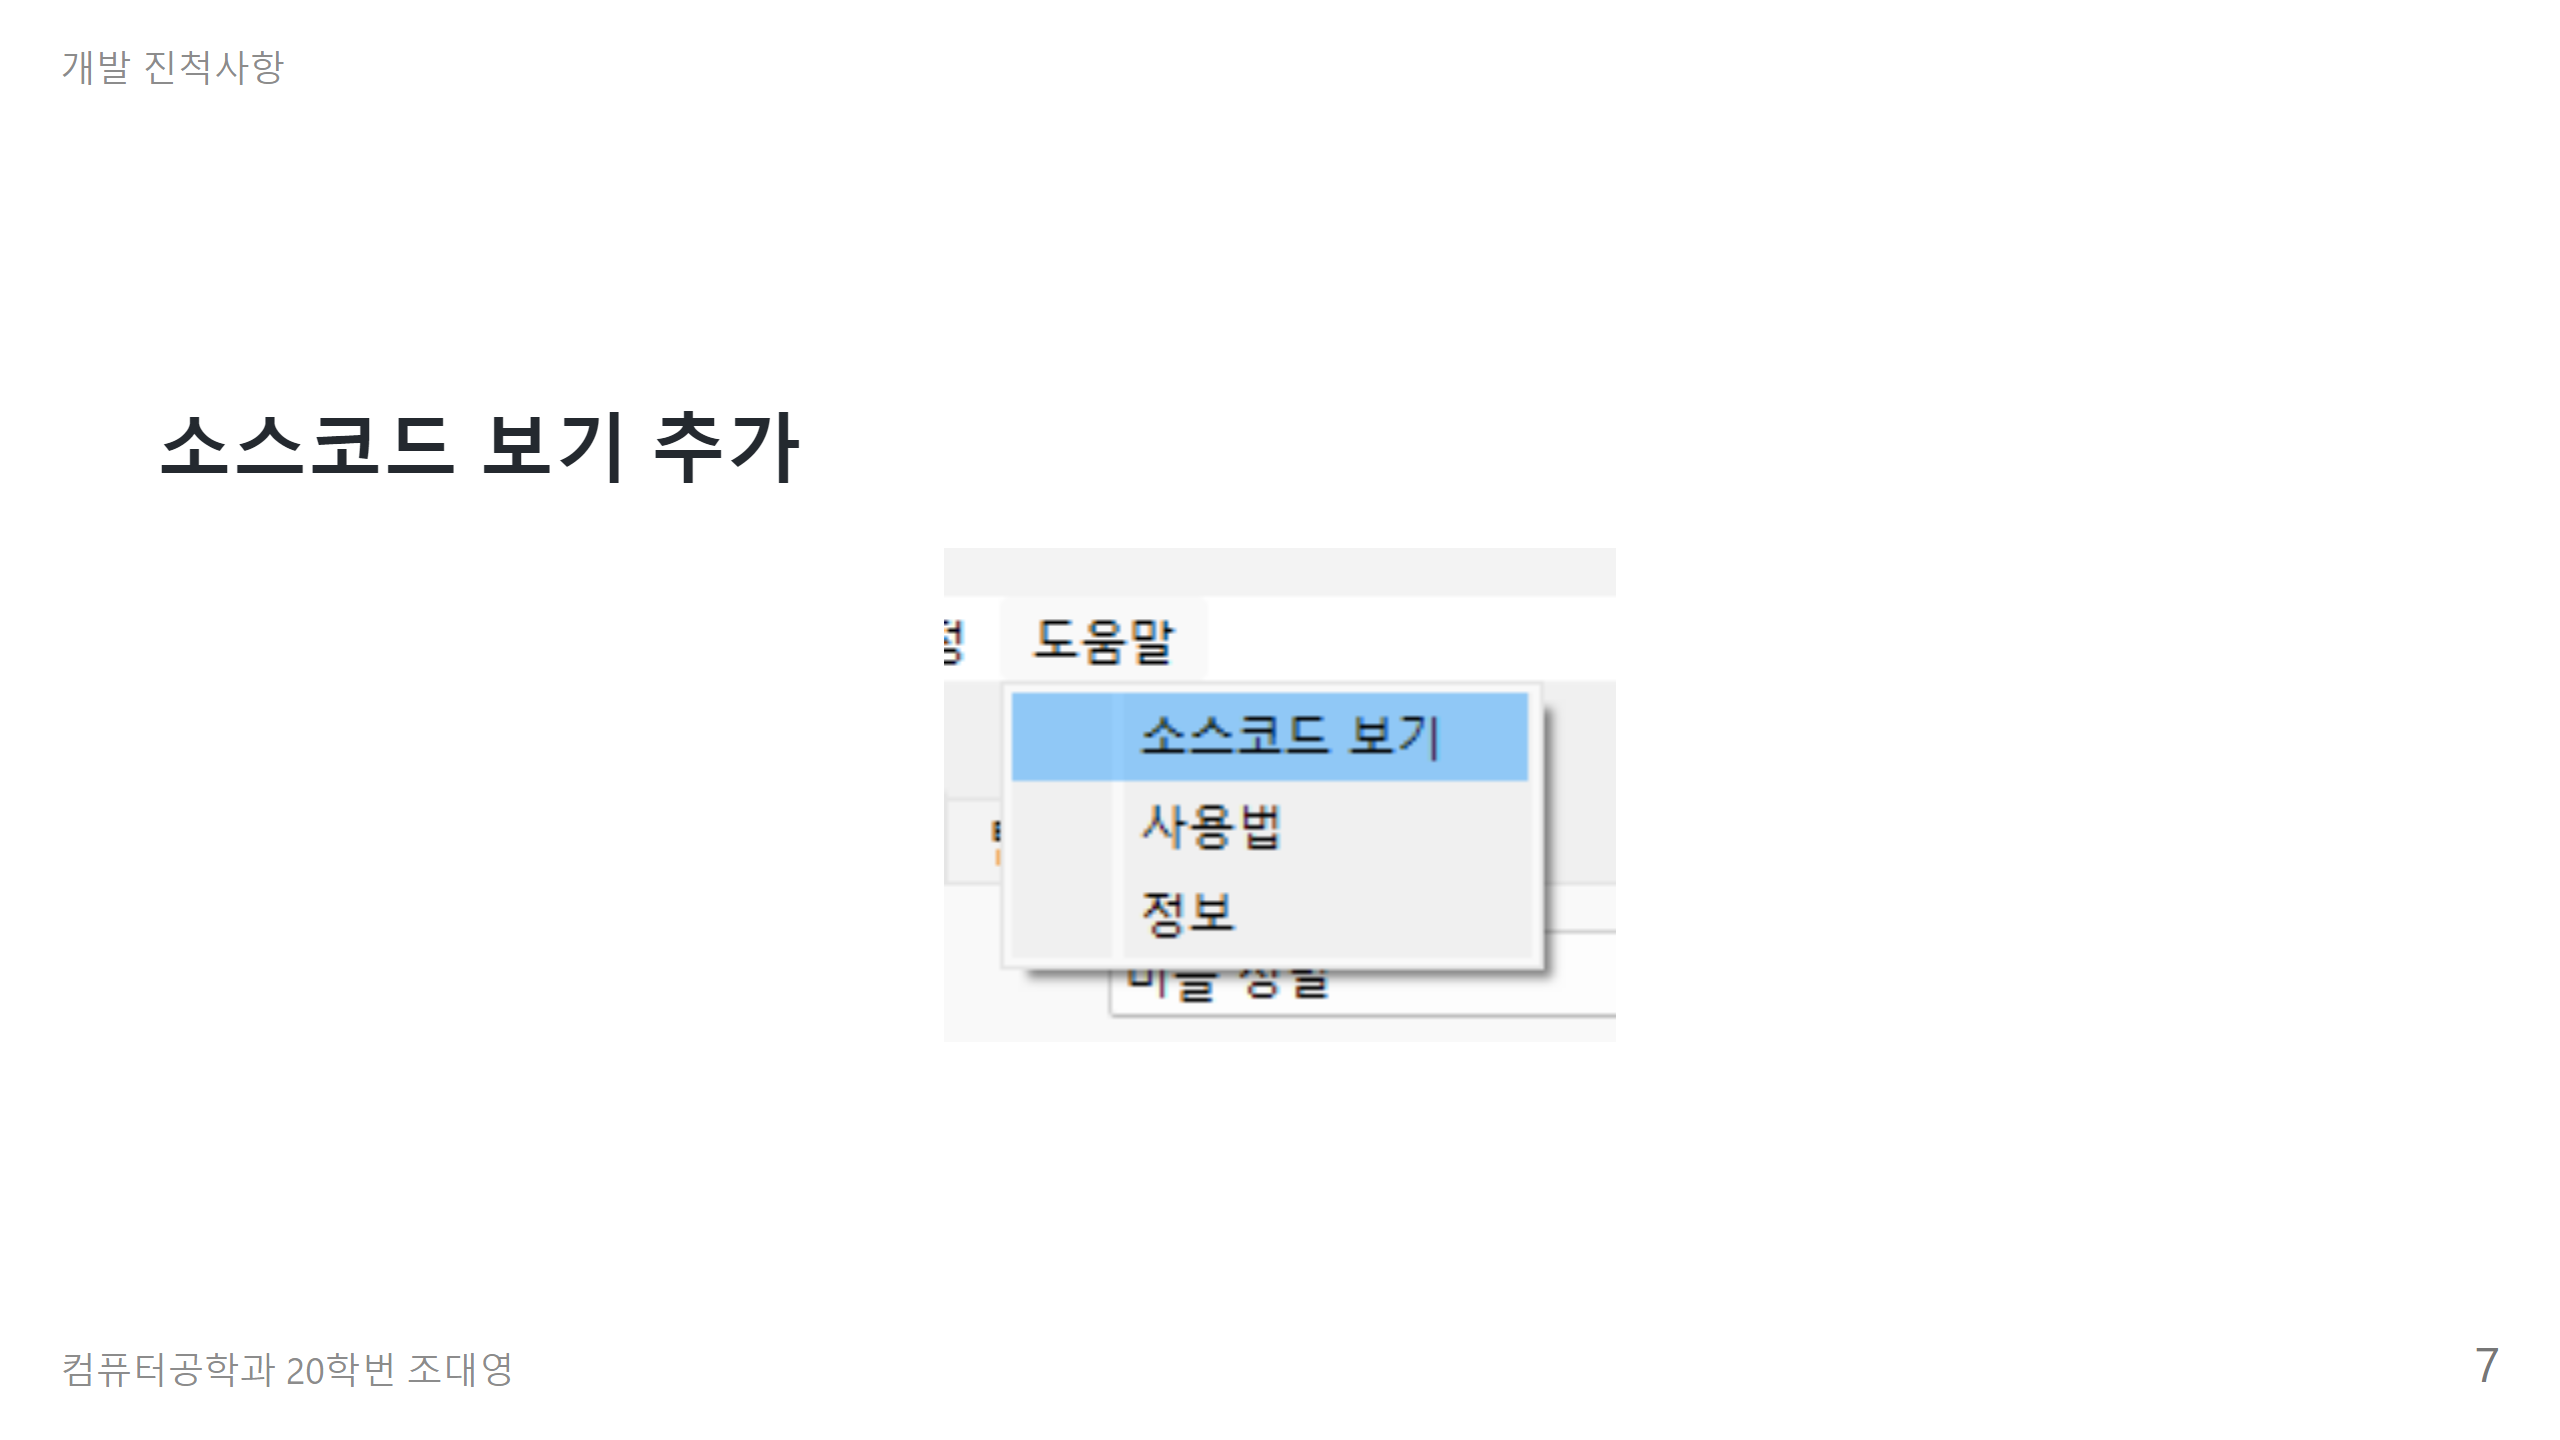 개발 진척사항
소스코드 보기 추가
도움말
소스코드 보기
사용법
정보
컴퓨터공학과 20학번 조대영
7